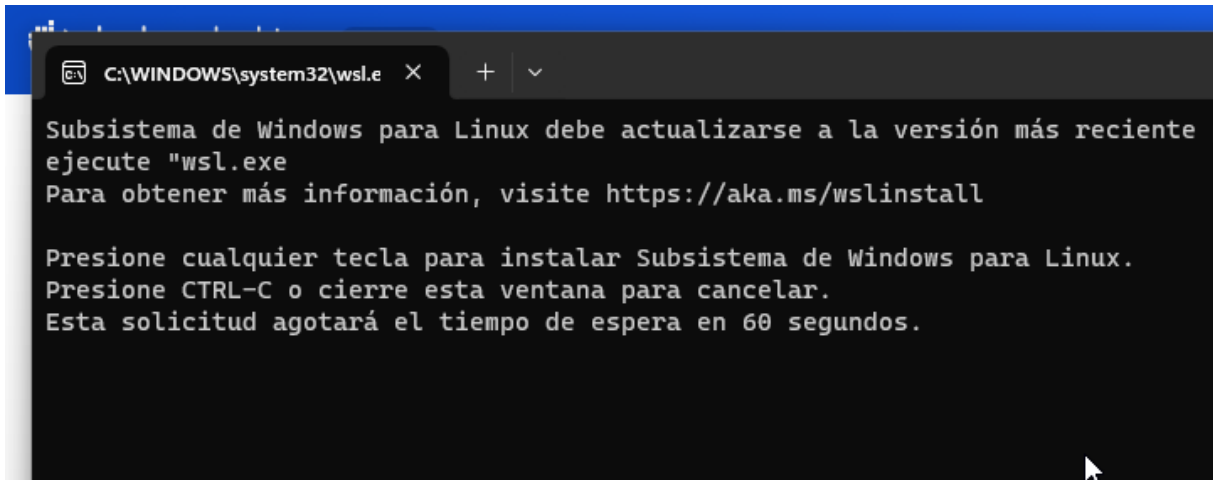 C:\WINDOWS\system32\wsl.e
Subsistema de Windows para Linux debe actualizarse a la versión más reciente
ejecute "wsl.exe
Para obtener más información, visite https://aka.ms/wslinstall
Presione cualquier tecla para instalar Subsistema de Windows para Linux.
Presione CTRL-C o cierre esta ventana para cancelar.
Esta solicitud agotará el tiempo de espera en 60 segundos.